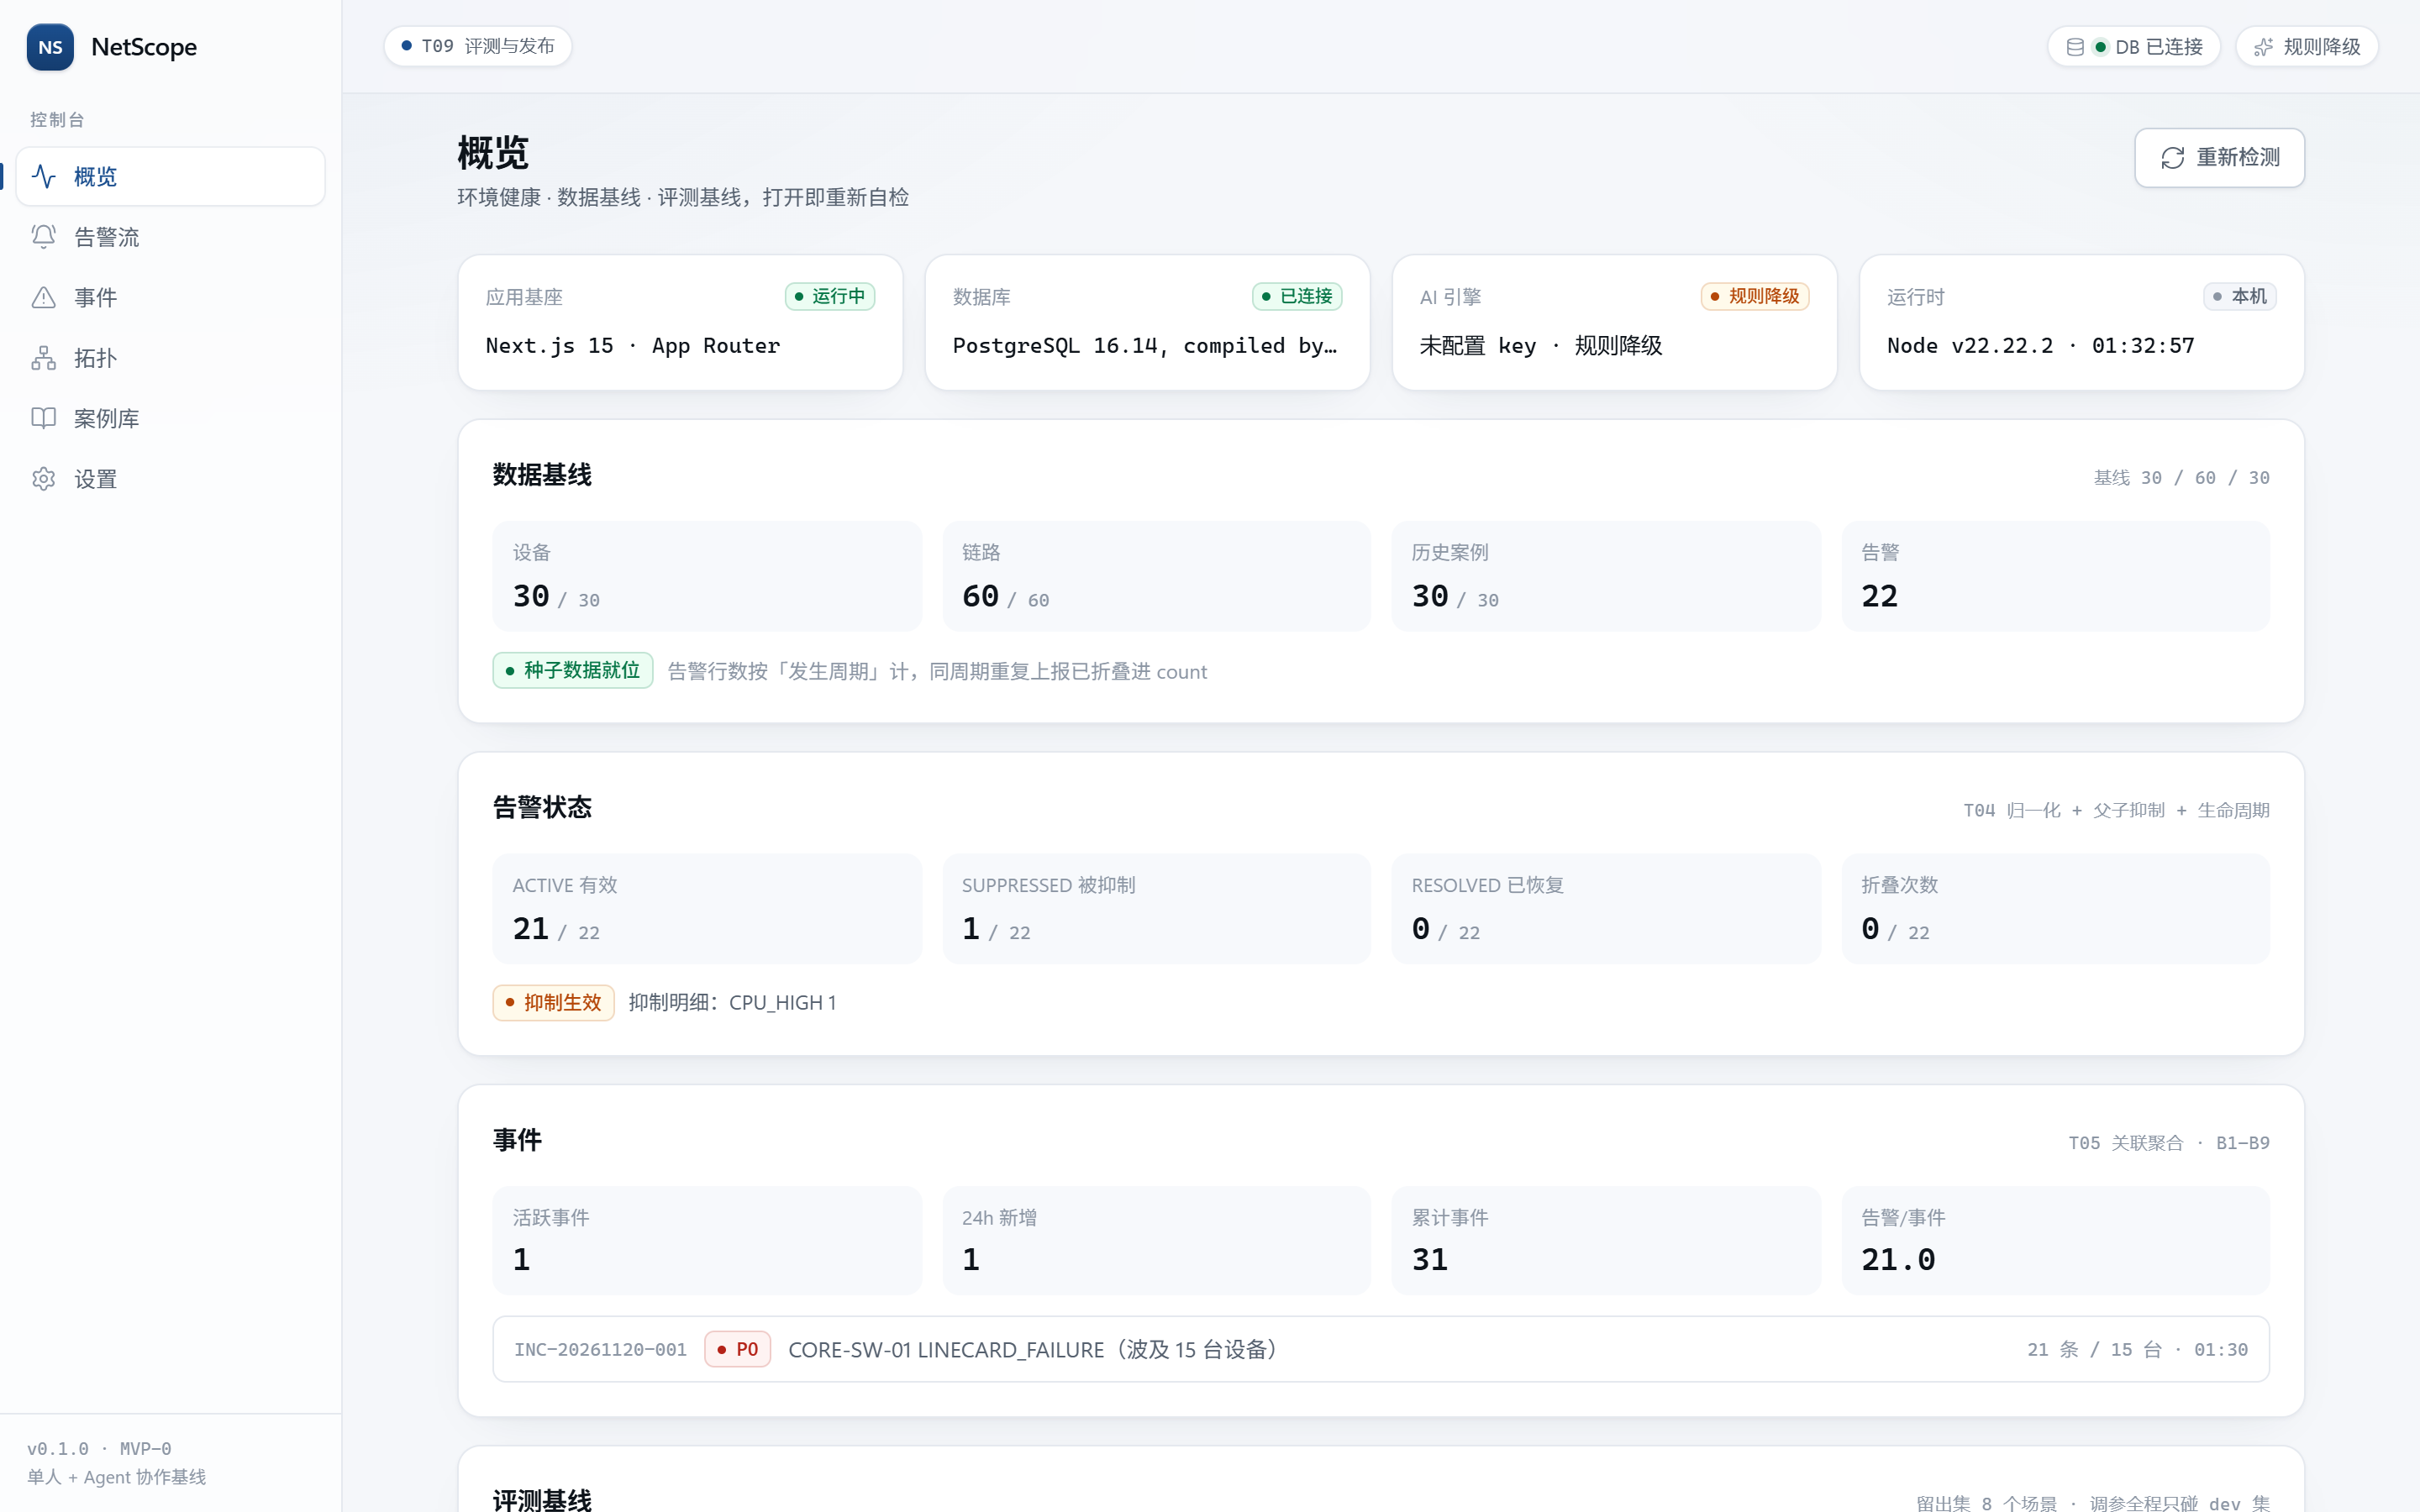 NS NetScope
控制台
概览
告警流
事件
拓扑
案例库
设置
v0.1.0 · MVP-0
单人 + Agent 协作基线
T09 评测与发布
DB 已连接
规则降级
概览
环境健康 · 数据基线 · 评测基线，打开即重新自检
重新检测
应用基座 运行中
Next.js 15 · App Router
数据库 已连接
PostgreSQL 16.14, compiled by…
AI 引擎 规则降级
未配置 key · 规则降级
运行时 本机
Node v22.22.2 · 01:32:57
数据基线 基线 30 / 60 / 30
设备
30 / 30
链路
60 / 60
历史案例
30 / 30
告警
22
种子数据就位 告警行数按「发生周期」计，同周期重复上报已折叠进 count
告警状态 T04 归一化 + 父子抑制 + 生命周期
ACTIVE 有效
21 / 22
SUPPRESSED 被抑制
1 / 22
RESOLVED 已恢复
0 / 22
折叠次数
0 / 22
抑制生效 抑制明细：CPU_HIGH 1
事件 T05 关联聚合 · B1-B9
活跃事件
1
24h 新增
1
累计事件
31
告警/事件
21.0
INC-20261120-001 P0 CORE-SW-01 LINECARD_FAILURE（波及 15 台设备） 21 条 / 15 台 · 01:30
评测基线 留出集 8 个场景 · 调参全程只碰 dev 集